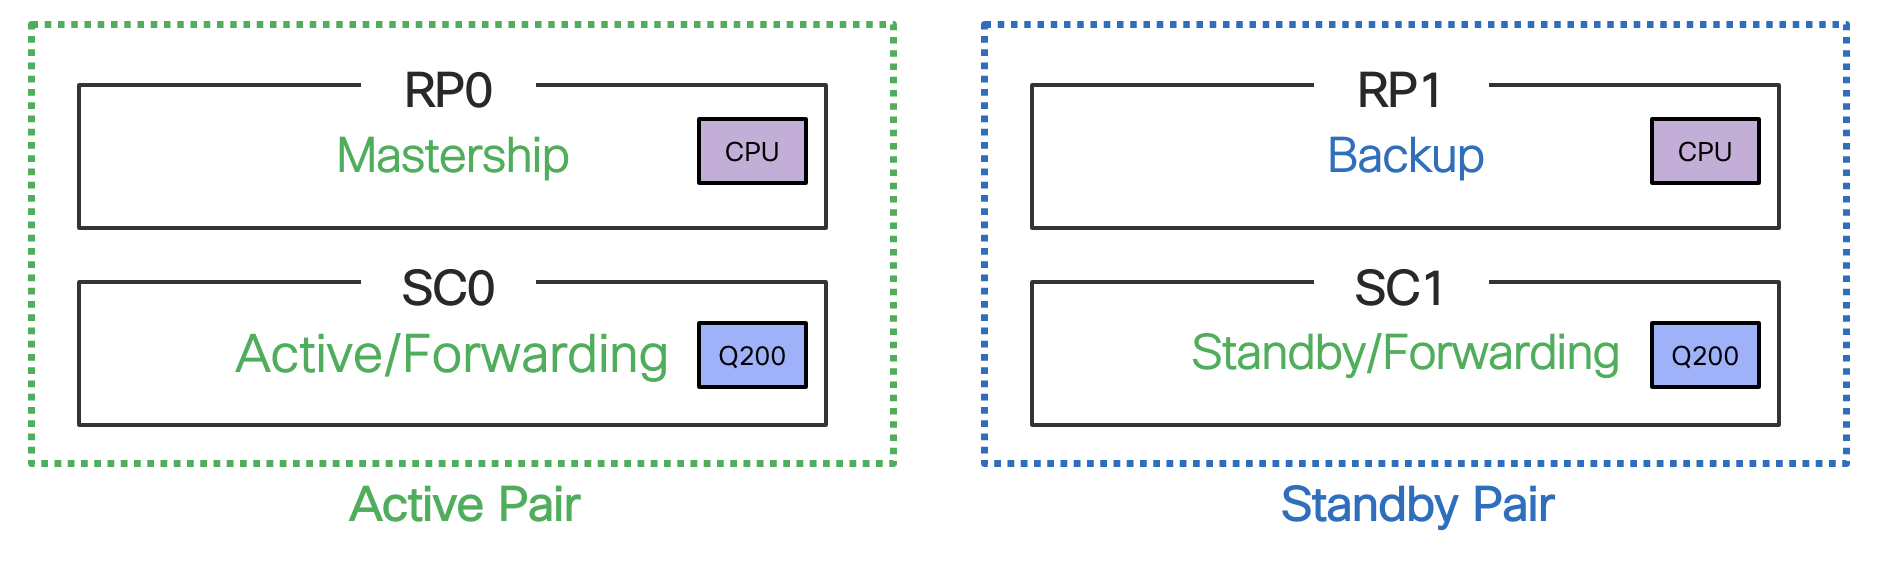 RP0
Mastership
CPU
SC0
Active/Forwarding
Q200
Active Pair
RP1
Backup
CPU
SC1
Standby/Forwarding
Q200
Standby Pair